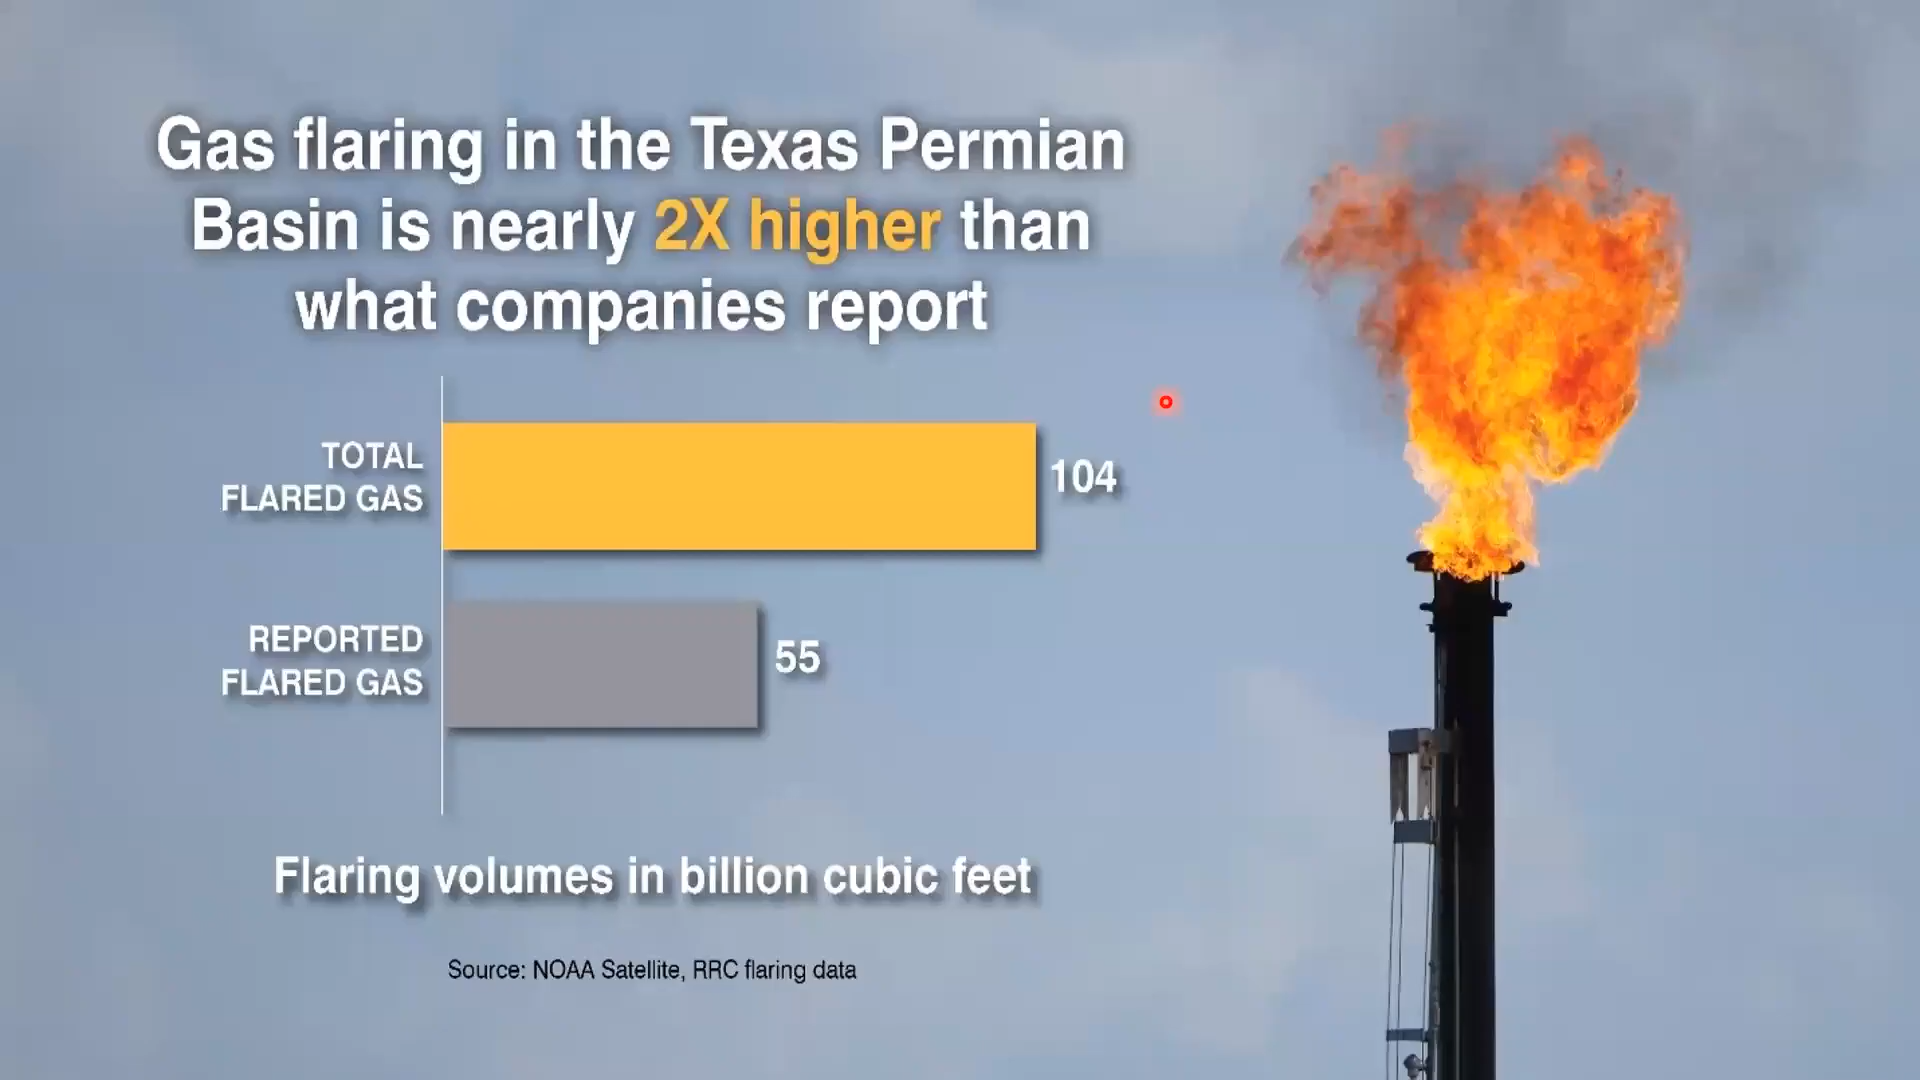 Gas flaring in the Texas Permian
Basin is nearly 2X higher than
what companies report
TOTAL
FLARED GAS
104
REPORTED
FLARED GAS
55
Flaring volumes in billion cubic feet
Source: NOAA Satellite, RRC flaring data